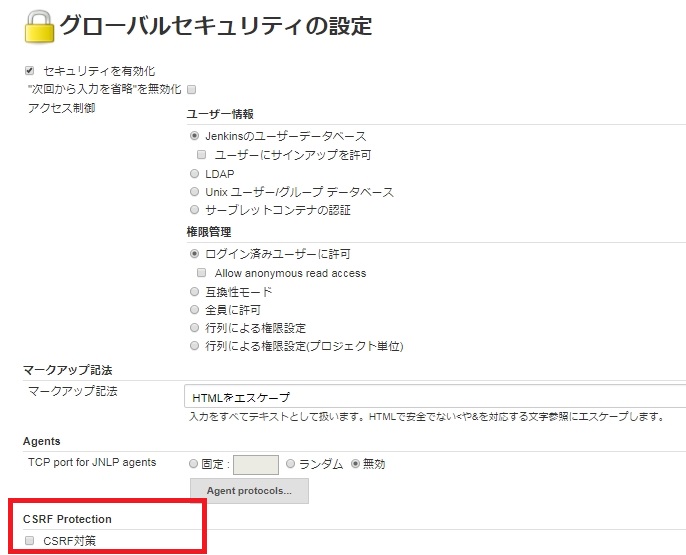 グローバルセキュリティの設定
セキュリティを有効化
"次回から入力を省略"を無効化
アクセス制御
ユーザー情報
Jenkinsのユーザーデータベース
ユーザーにサインアップを許可
LDAP
Unix ユーザー/グループ データベース
サーブレットコンテナの認証
権限管理
ログイン済みユーザーに許可
Allow anonymous read access
互換性モード
全員に許可
行列による権限設定
行列による権限設定(プロジェクト単位)
マークアップ記法
マークアップ記法
HTMLをエスケープ
入力をすべてテキストとして扱います。HTMLで安全でない<や&を対応する文字参照にエスケープします。
Agents
TCP port for JNLP agents
固定 : ランダム 無効
Agent protocols...
CSRF Protection
CSRF対策